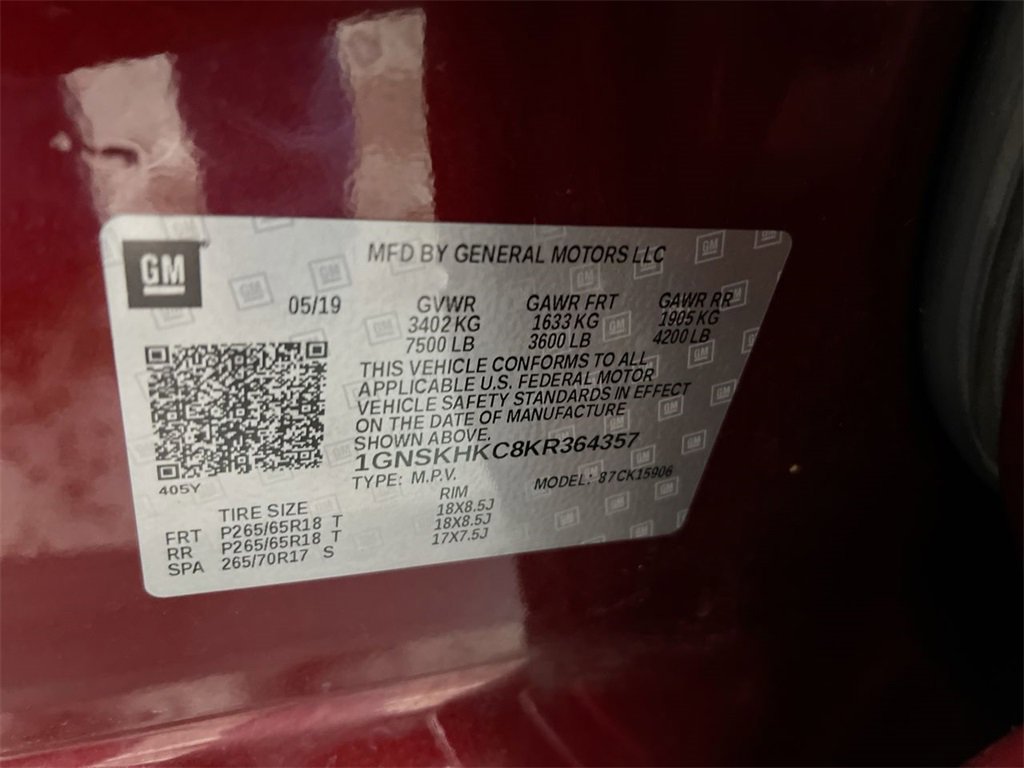 GM
MFD BY GENERAL MOTORS LLC
05/19 GVWR GAWR FRT GAWR RR
3402 KG 1633 KG 1905 KG
7500 LB 3600 LB 4200 LB
THIS VEHICLE CONFORMS TO ALL
APPLICABLE U.S. FEDERAL MOTOR
VEHICLE SAFETY STANDARDS IN EFFECT
ON THE DATE OF MANUFACTURE
SHOWN ABOVE.
1GNSKHKC8KR364357
405Y
TYPE: M.P.V. MODEL: 87CK15906
TIRE SIZE RIM
FRT P265/65R18 T 18X8.5J
RR P265/65R18 T 18X8.5J
SPA 265/70R17 S 17X7.5J